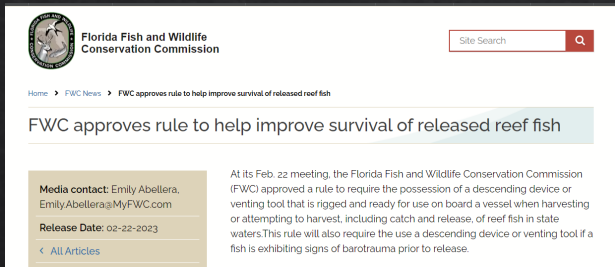 Florida Fish and Wildlife
Conservation Commission
Site Search
Home > FWC News > FWC approves rule to help improve survival of released reef fish
FWC approves rule to help improve survival of released reef fish
Media contact: Emily Abellera,
Emily.Abellera@MyFWC.com
Release Date: 02-22-2023
< All Articles
At its Feb. 22 meeting, the Florida Fish and Wildlife Conservation Commission
(FWC) approved a rule to require the possession of a descending device or
venting tool that is rigged and ready for use on board a vessel when harvesting
or attempting to harvest, including catch and release, of reef fish in state
waters.This rule will also require the use a descending device or venting tool if a
fish is exhibiting signs of barotrauma prior to release.